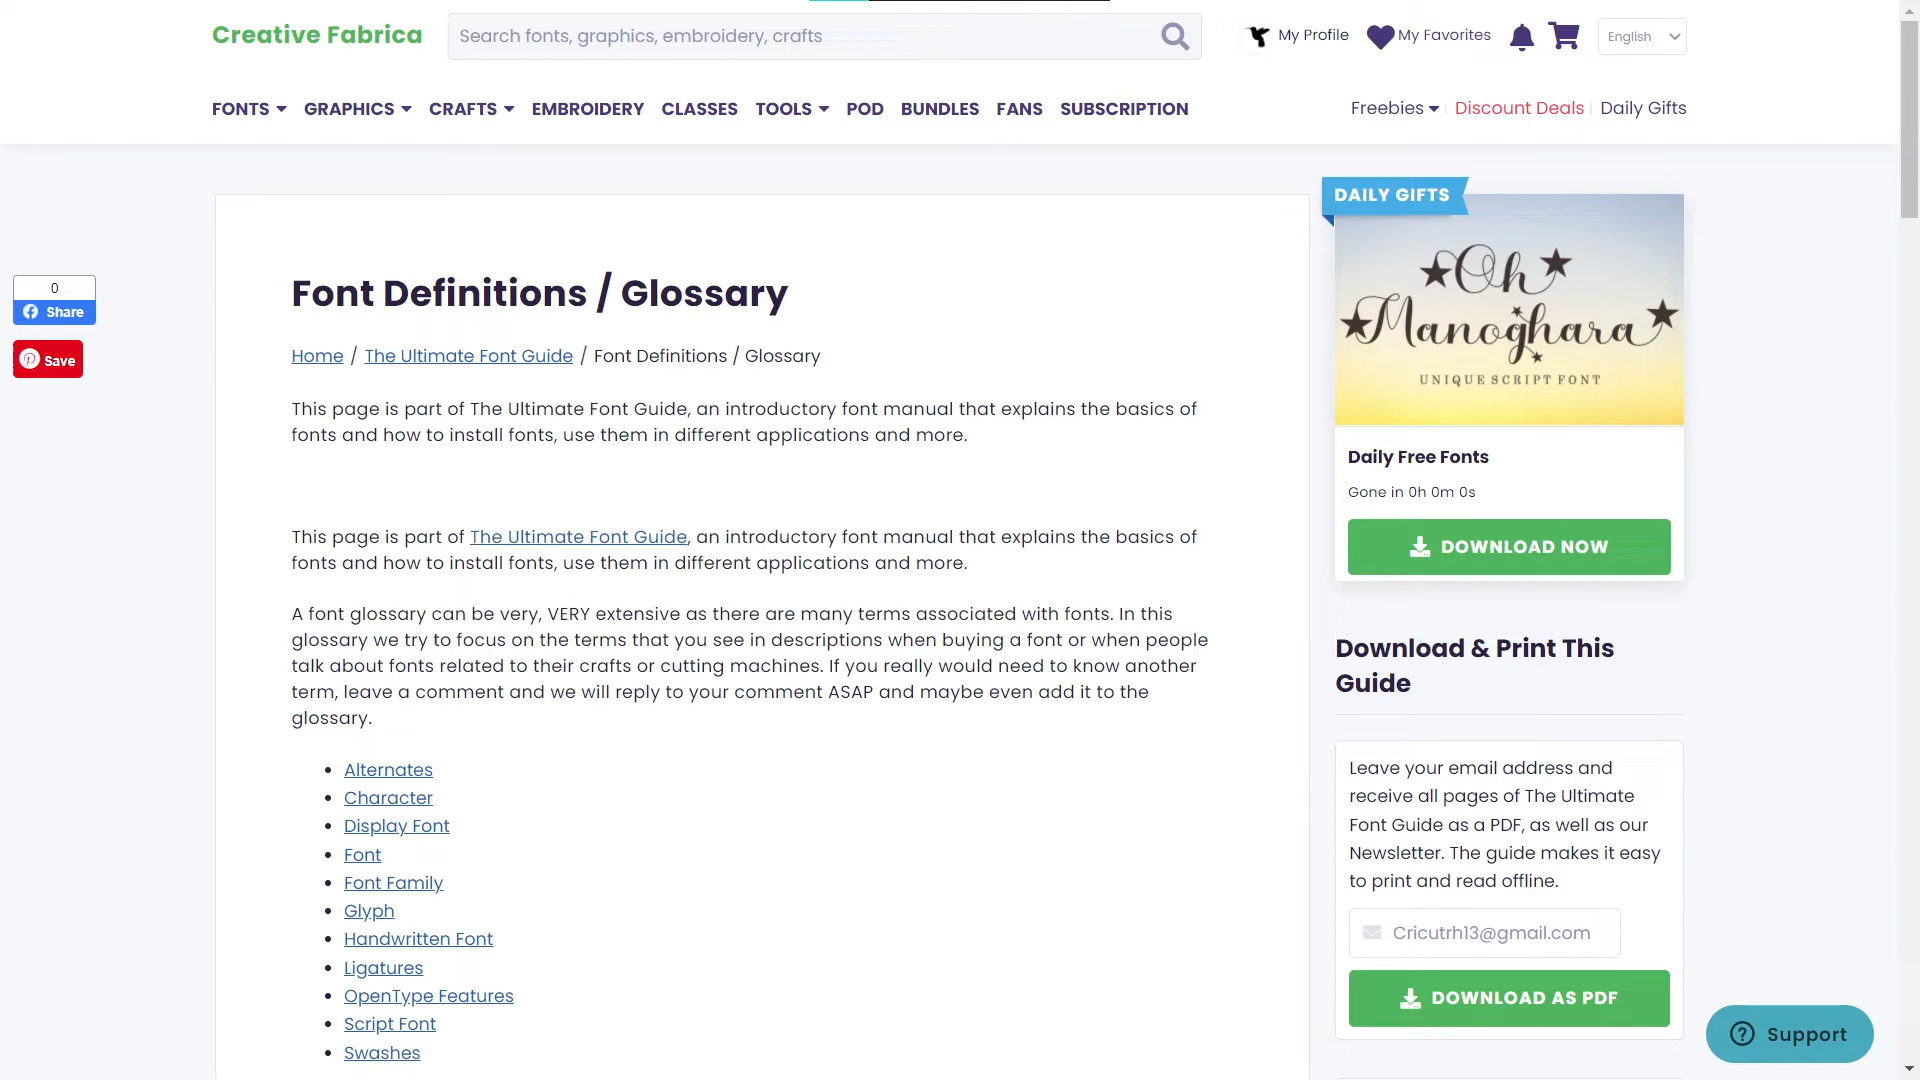 Creative Fabrica
Search fonts, graphics, embroidery, crafts
My Profile
My Favorites
English
FONTS GRAPHICS CRAFTS EMBROIDERY CLASSES TOOLS POD BUNDLES FANS SUBSCRIPTION
Freebies Discount Deals Daily Gifts
0
Share
Save
Font Definitions / Glossary
Home / The Ultimate Font Guide / Font Definitions / Glossary
This page is part of The Ultimate Font Guide, an introductory font manual that explains the basics of
fonts and how to install fonts, use them in different applications and more.
This page is part of The Ultimate Font Guide, an introductory font manual that explains the basics of
fonts and how to install fonts, use them in different applications and more.
A font glossary can be very, VERY extensive as there are many terms associated with fonts. In this
glossary we try to focus on the terms that you see in descriptions when buying a font or when people
talk about fonts related to their crafts or cutting machines. If you really would need to know another
term, leave a comment and we will reply to your comment ASAP and maybe even add it to the
glossary.
Alternates
Character
Display Font
Font
Font Family
Glyph
Handwritten Font
Ligatures
OpenType Features
Script Font
Swashes
DAILY GIFTS
Oh
Manoghara
UNIQUE SCRIPT FONT
Daily Free Fonts
Gone in 0h 0m 0s
DOWNLOAD NOW
Download & Print This
Guide
Leave your email address and
receive all pages of The Ultimate
Font Guide as a PDF, as well as our
Newsletter. The guide makes it easy
to print and read offline.
Cricutrh13@gmail.com
DOWNLOAD AS PDF
Support